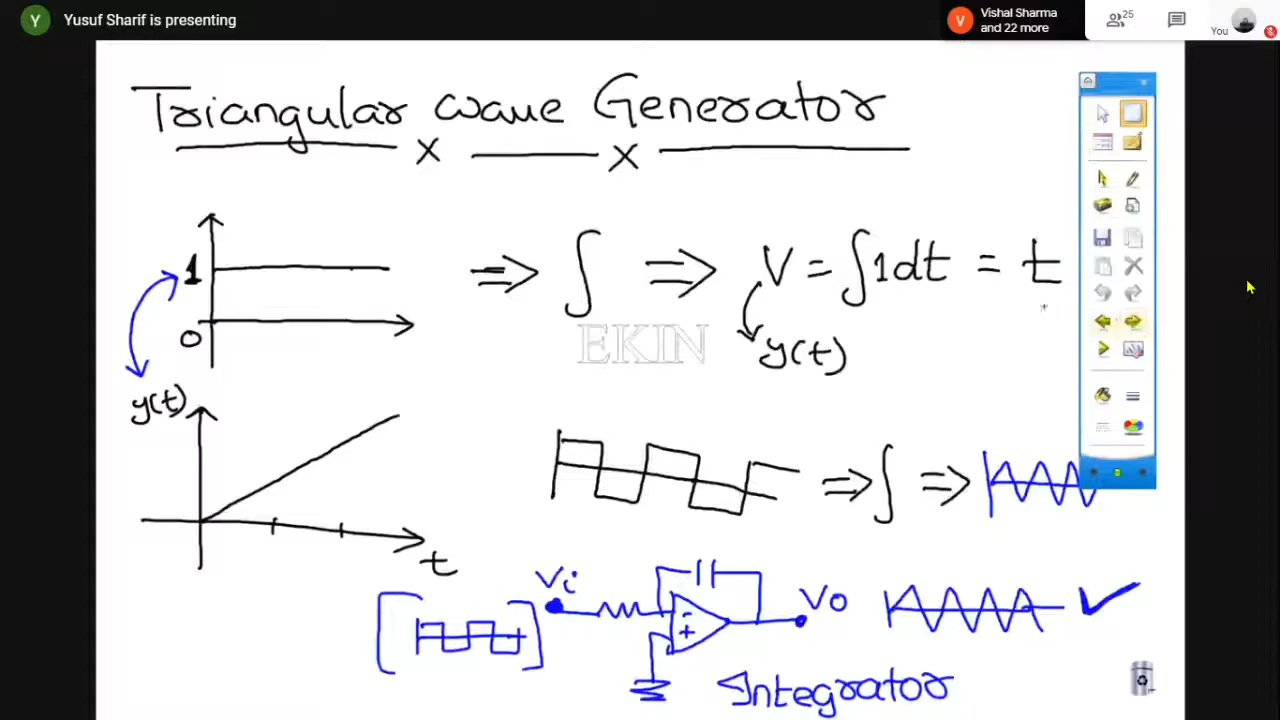 Y Yusuf Sharif is presenting
V Vishal Sharma
and 22 more
25
You
Triangular wave Generator
x x
1
0
⇒ ∫ ⇒ V = ∫1dt = t
y(t)
EKIN
y(t)
t
⇒ ∫ ⇒
Vi
Vo
-
+
Integrator